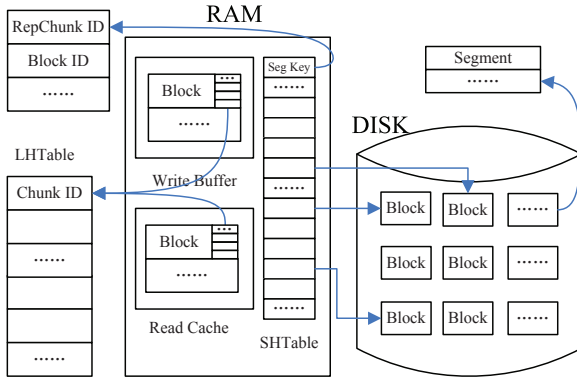 RAM
RepChunk ID
Block ID
......
LHTable
Chunk ID
......
......
Block
...
......
Write Buffer
Block
...
......
Read Cache
Seg Key
......
......
......
SHTable
Segment
......
DISK
Block
Block
......
Block
Block
......
Block
Block
......